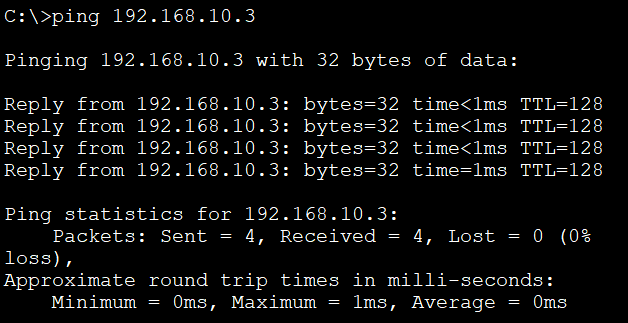 C:\>ping 192.168.10.3
Pinging 192.168.10.3 with 32 bytes of data:
Reply from 192.168.10.3: bytes=32 time<1ms TTL=128
Reply from 192.168.10.3: bytes=32 time<1ms TTL=128
Reply from 192.168.10.3: bytes=32 time<1ms TTL=128
Reply from 192.168.10.3: bytes=32 time=1ms TTL=128
Ping statistics for 192.168.10.3:
    Packets: Sent = 4, Received = 4, Lost = 0 (0%
loss),
Approximate round trip times in milli-seconds:
    Minimum = 0ms, Maximum = 1ms, Average = 0ms